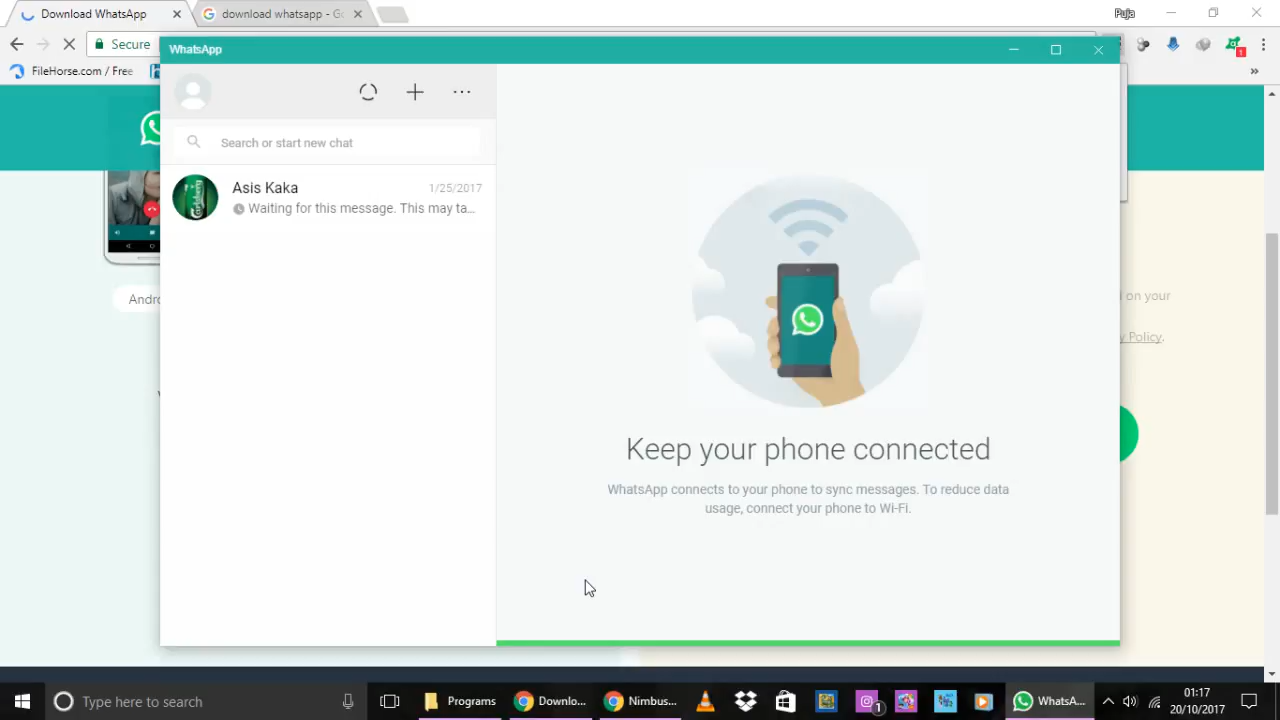 Download WhatsApp
download whatsapp - Go
Puja
Secure
FileHorse.com / Free
»
WhatsApp
Search or start new chat
Asis Kaka
1/25/2017
Waiting for this message. This may ta...
Carlsberg
Andro
d on your
y Policy.
Keep your phone connected
WhatsApp connects to your phone to sync messages. To reduce data
usage, connect your phone to Wi-Fi.
Type here to search
Programs
Downlo...
Nimbus...
1
WhatsA...
01:17
20/10/2017